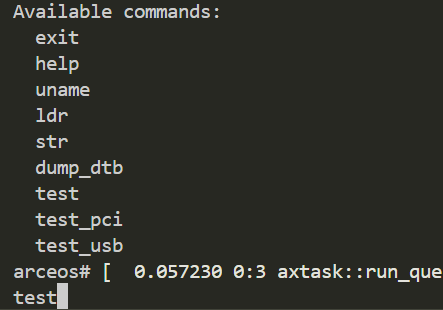 Available commands:
  exit
  help
  uname
  ldr
  str
  dump_dtb
  test
  test_pci
  test_usb
arceos# [  0.057230 0:3 axtask::run_que
test